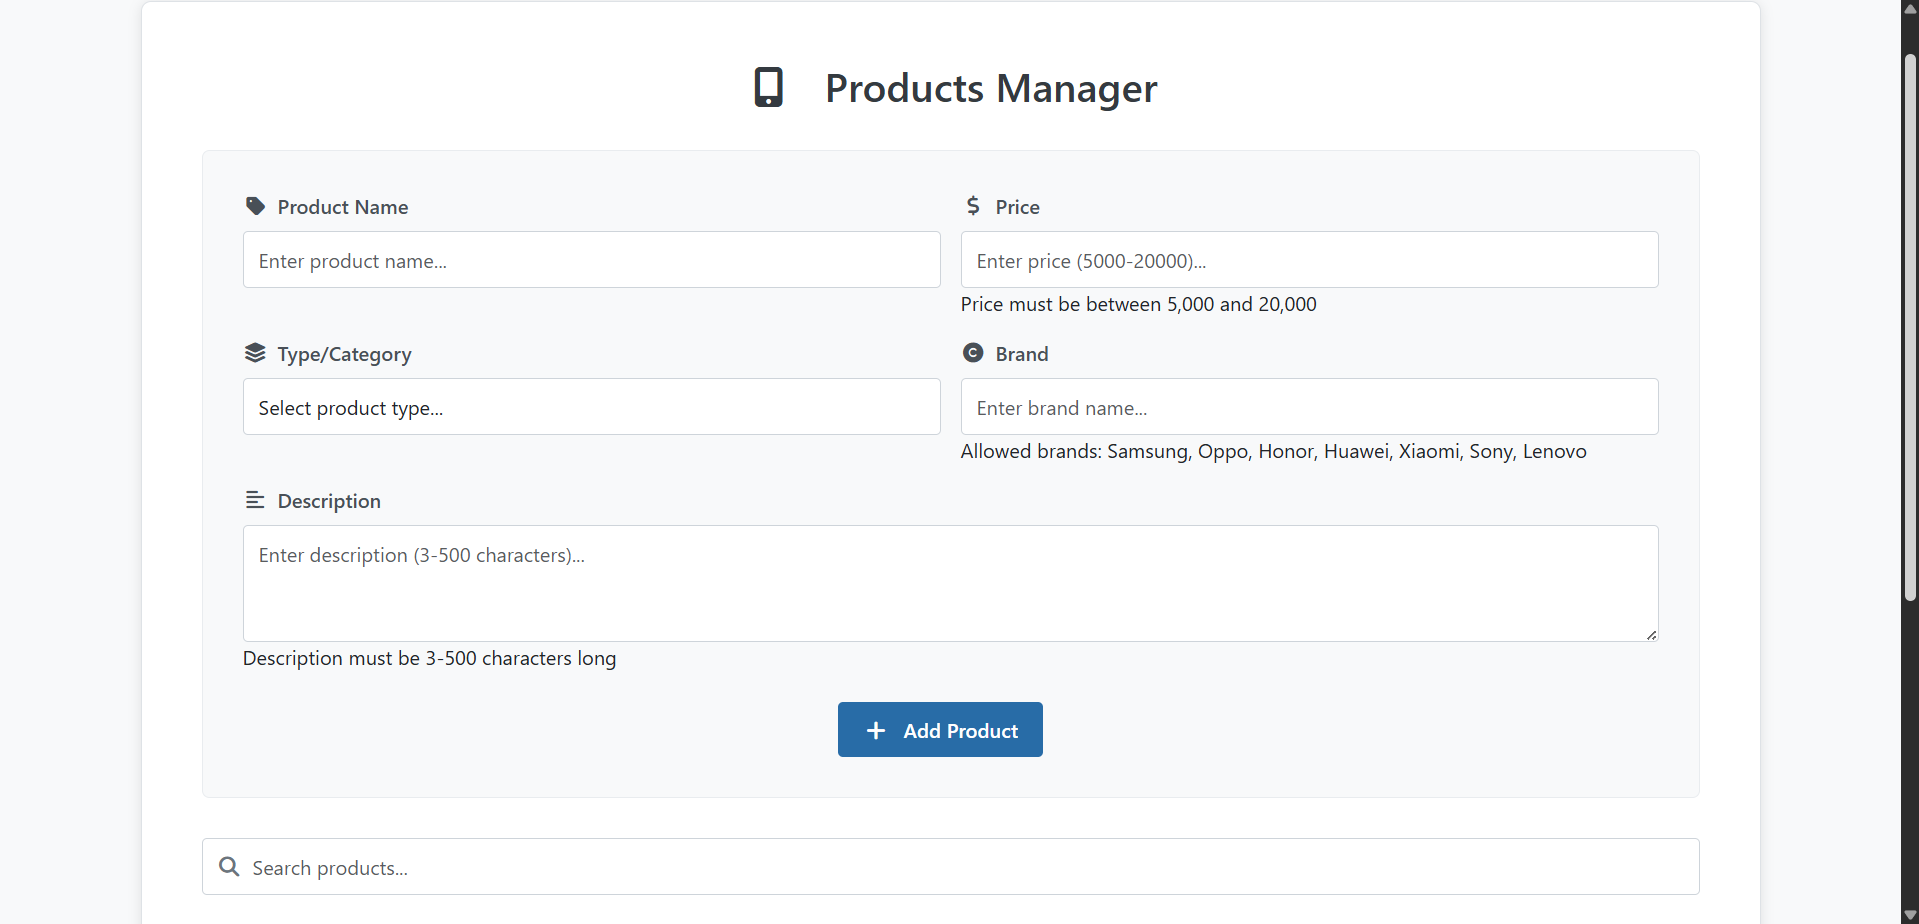 Products Manager
Product Name
Enter product name...
Price
Enter price (5000-20000)...
Price must be between 5,000 and 20,000
Type/Category
Select product type...
Brand
Enter brand name...
Allowed brands: Samsung, Oppo, Honor, Huawei, Xiaomi, Sony, Lenovo
Description
Enter description (3-500 characters)...
Description must be 3-500 characters long
Add Product
Search products...